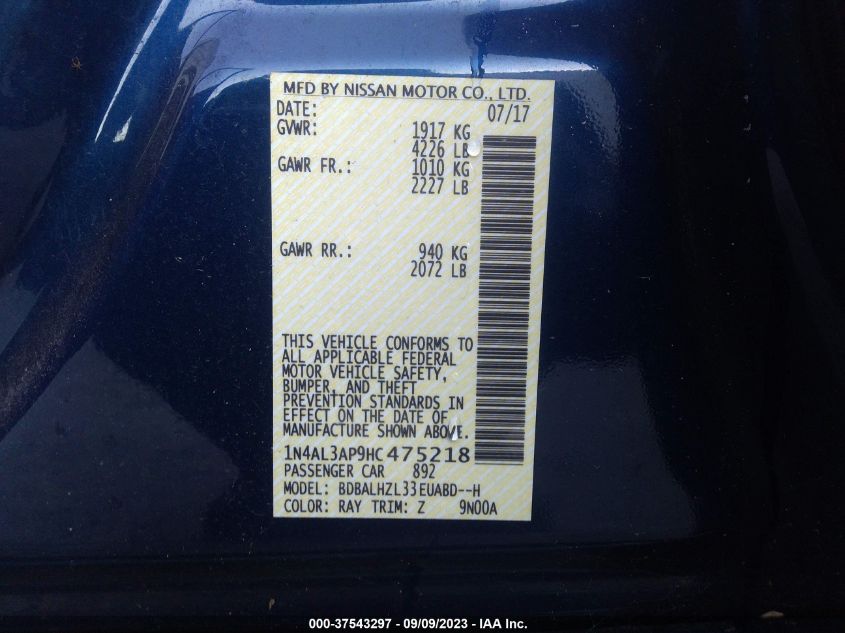 MFD BY NISSAN MOTOR CO., LTD.
DATE: 07/17
GVWR: 1917 KG
4226 LB
GAWR FR.: 1010 KG
2227 LB
GAWR RR.: 940 KG
2072 LB
THIS VEHICLE CONFORMS TO
ALL APPLICABLE FEDERAL
MOTOR VEHICLE SAFETY,
BUMPER, AND THEFT
PREVENTION STANDARDS IN
EFFECT ON THE DATE OF
MANUFACTURE SHOWN ABOVE.
1N4AL3AP9HC475218
PASSENGER CAR 892
MODEL: BDBALHZL33EUABD--H
COLOR: RAY TRIM: Z 9N00A
000-37543297 - 09/09/2023 - IAA Inc.